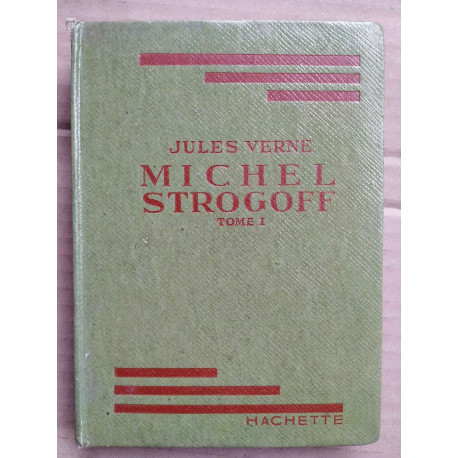 JULES VERNE
MICHEL
STROGOFF
TOME I
HACHETTE